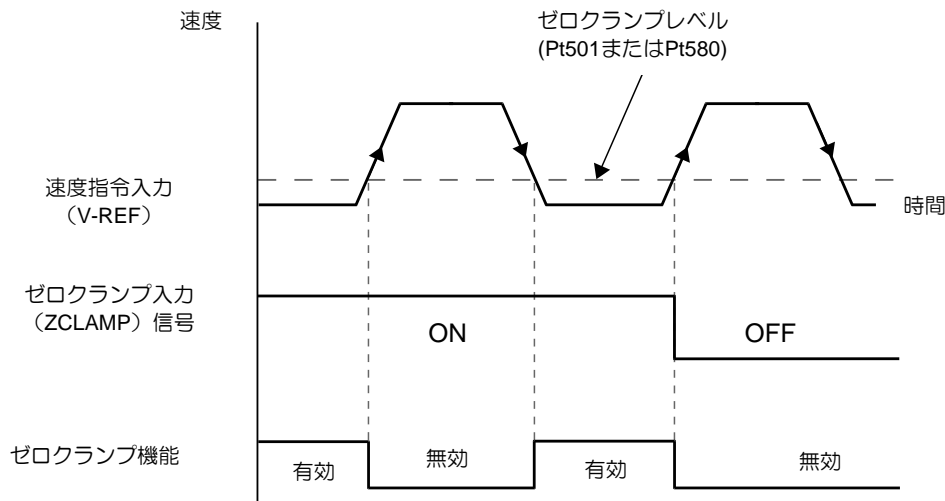 速度
ゼロクランプレベル
(Pt501またはPt580)
速度指令入力
（V-REF）
時間
ゼロクランプ入力
（ZCLAMP）信号
ON
OFF
ゼロクランプ機能
有効
無効
有効
無効